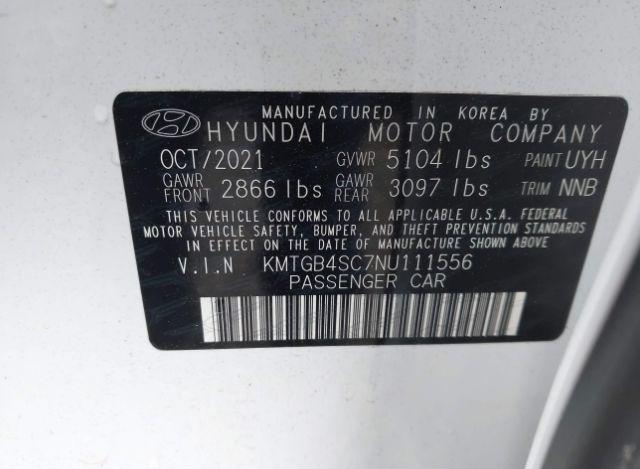 MANUFACTURED IN KOREA BY
HYUNDAI MOTOR COMPANY
OCT/2021 GVWR 5104 lbs PAINT UYH
GAWR FRONT 2866 lbs GAWR REAR 3097 lbs TRIM NNB
THIS VEHICLE CONFORMS TO ALL APPLICABLE U.S.A. FEDERAL
MOTOR VEHICLE SAFETY, BUMPER, AND THEFT PREVENTION STANDARDS
IN EFFECT ON THE DATE OF MANUFACTURE SHOWN ABOVE
V.I.N KMTGB4SC7NU111556
PASSENGER CAR